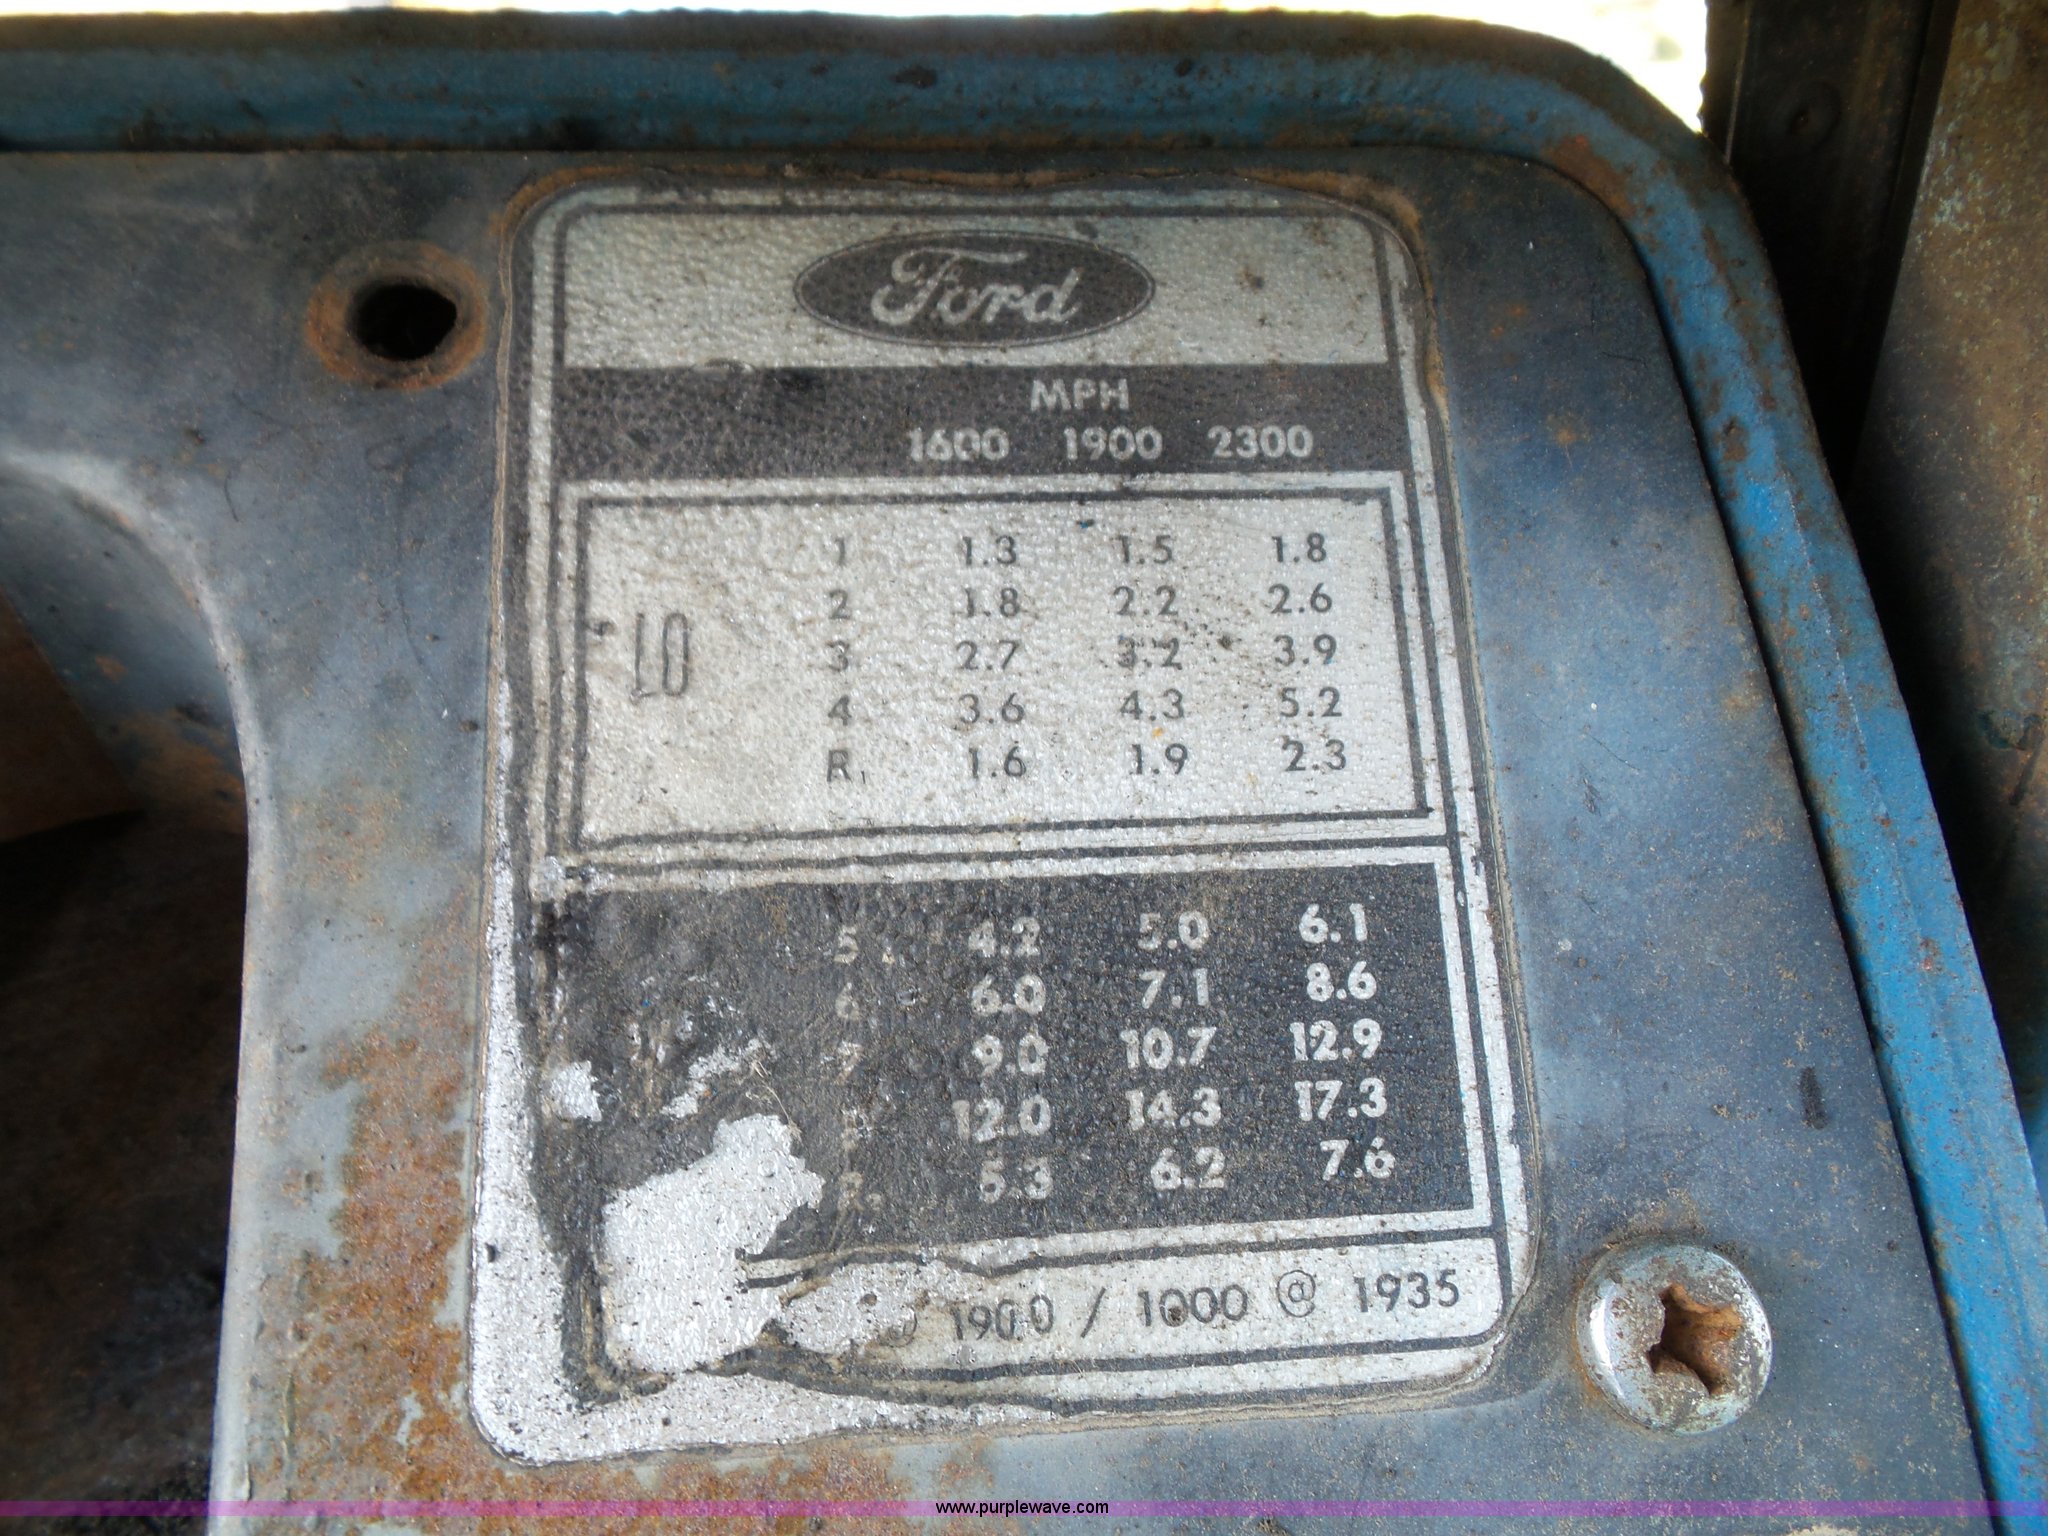 Ford
MPH
1600 1900 2300
1 1.3 1.5 1.8
2 1.8 2.2 2.6
LO
3 2.7 3.2 3.9
4 3.6 4.3 5.2
R1 1.6 1.9 2.3
5 4.2 5.0 6.1
6 6.0 7.1 8.6
7 9.0 10.7 12.9
12.0 14.3 17.3
R2 5.3 6.2 7.6
1900 / 1000 @ 1935
www.purplewave.com